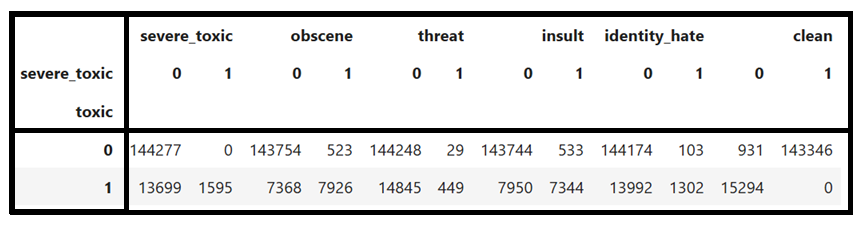 severe_toxic obscene threat insult identity_hate clean
severe_toxic 0 1 0 1 0 1 0 1 0 1 0 1
toxic
0 144277 0 143754 523 144248 29 143744 533 144174 103 931 143346
1 13699 1595 7368 7926 14845 449 7950 7344 13992 1302 15294 0